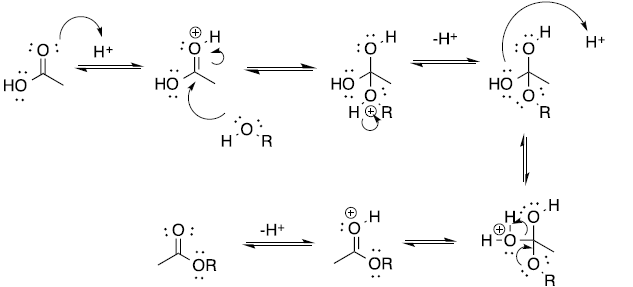 O H+ HO
⊕ O H HO H O R
O H HO O H ⊕ R
-H+
O H HO O R H+
O -H+ ⊕ O H
OR OR
H ⊕ H O O H O R